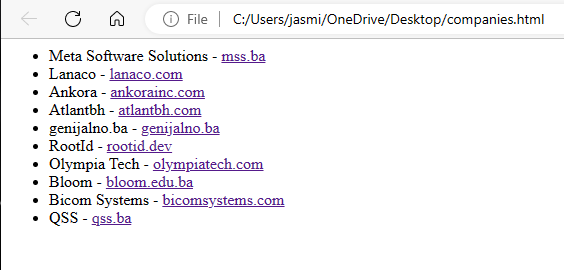 File C:/Users/jasmi/OneDrive/Desktop/companies.html
Meta Software Solutions - mss.ba
Lanaco - lanaco.com
Ankora - ankorainc.com
Atlantbh - atlantbh.com
genijalno.ba - genijalno.ba
RootId - rootid.dev
Olympia Tech - olympiatech.com
Bloom - bloom.edu.ba
Bicom Systems - bicomsystems.com
QSS - qss.ba